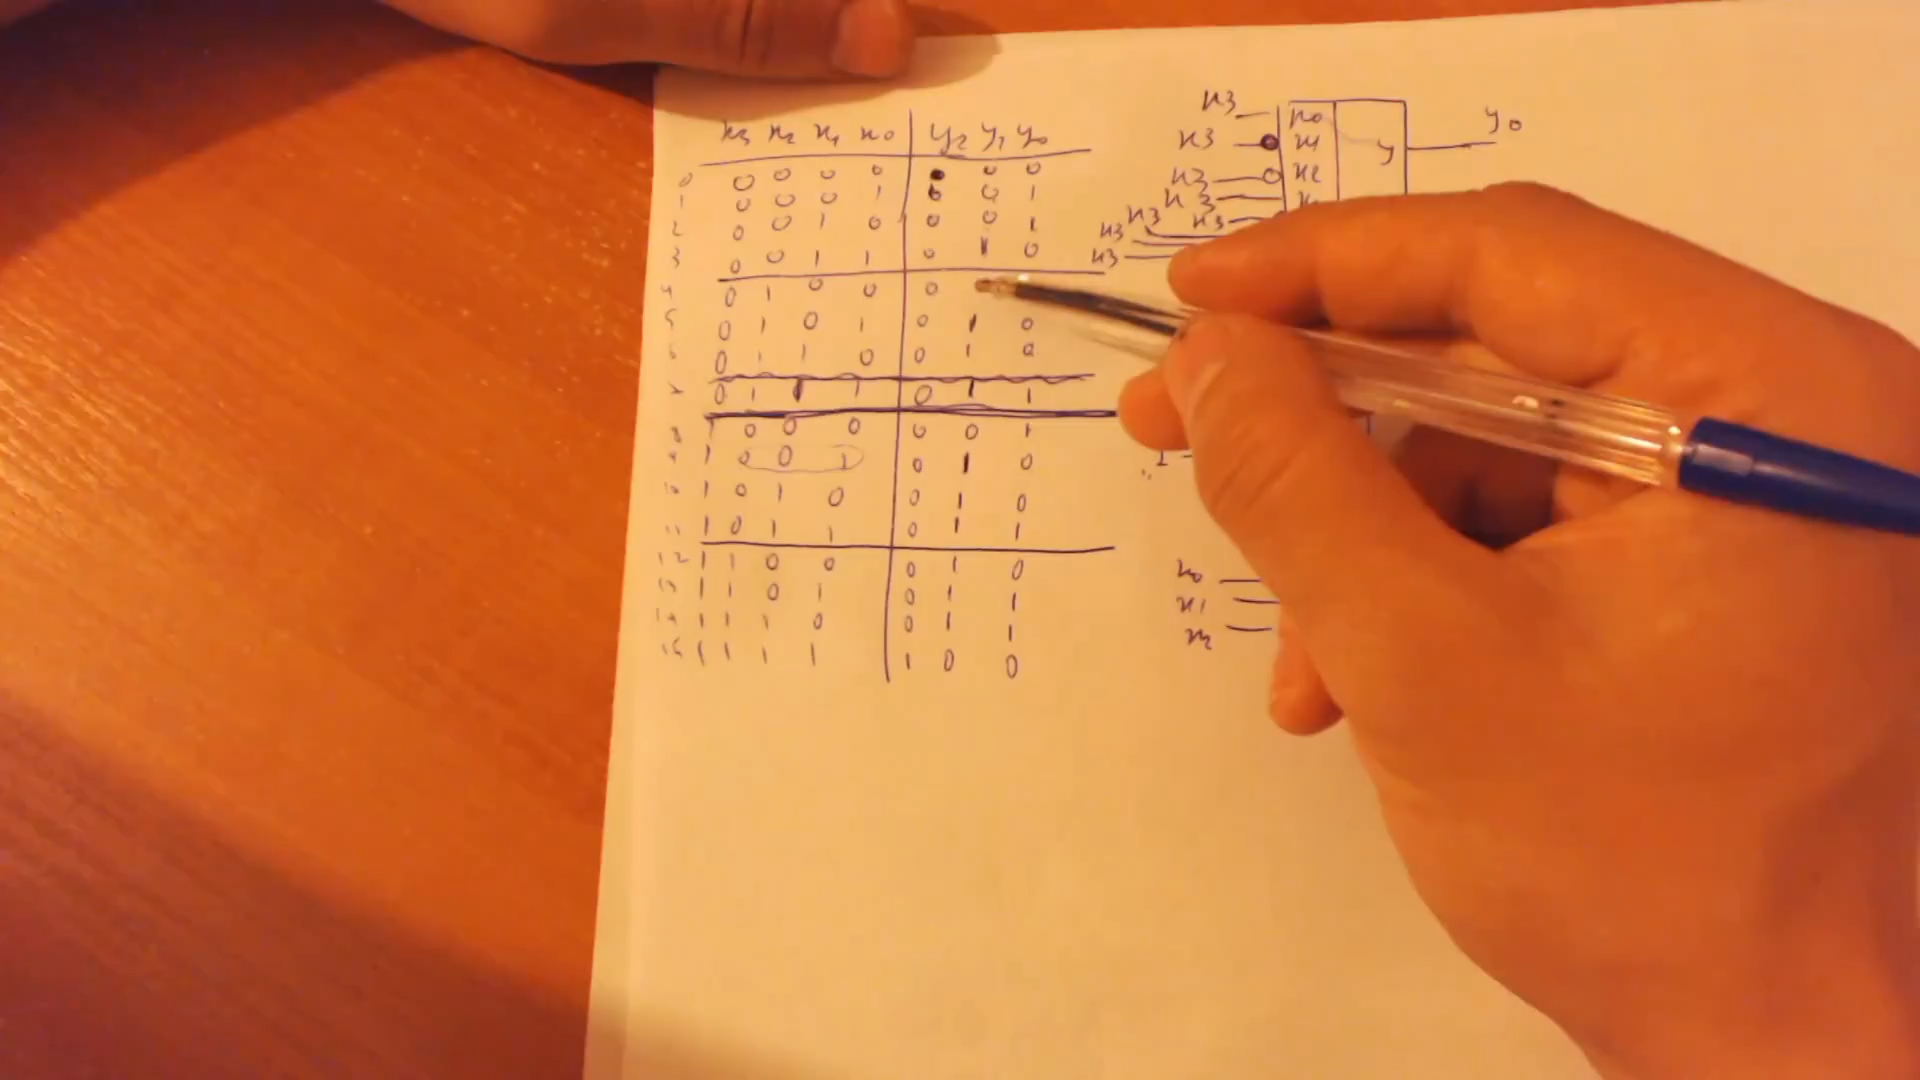 x3 x2 x1 x0 y2 y1 y0
0 0 0 0 0 0 0
1 0 0 0 1 0 0 1
2 0 0 1 0 0 0 1
3 0 0 1 1 0 1 0
4 0 1 0 0 0
5 0 1 0 1 0 1 0
6 0 1 1 0 0 1 0
7 0 1 1 1 0 1 1
8 1 0 0 0 0 0 1
9 1 0 0 1 0 1 0
10 1 0 1 0 0 1 0
11 1 0 1 1 0 1 1
12 1 1 0 0 0 1 0
13 1 1 0 1 0 1 1
14 1 1 1 0 0 1 1
15 1 1 1 1 1 0 0
x3 x0 y0
x3 x1 y
x3 x2
x3
x3
x3
x3
x0
x1
x2